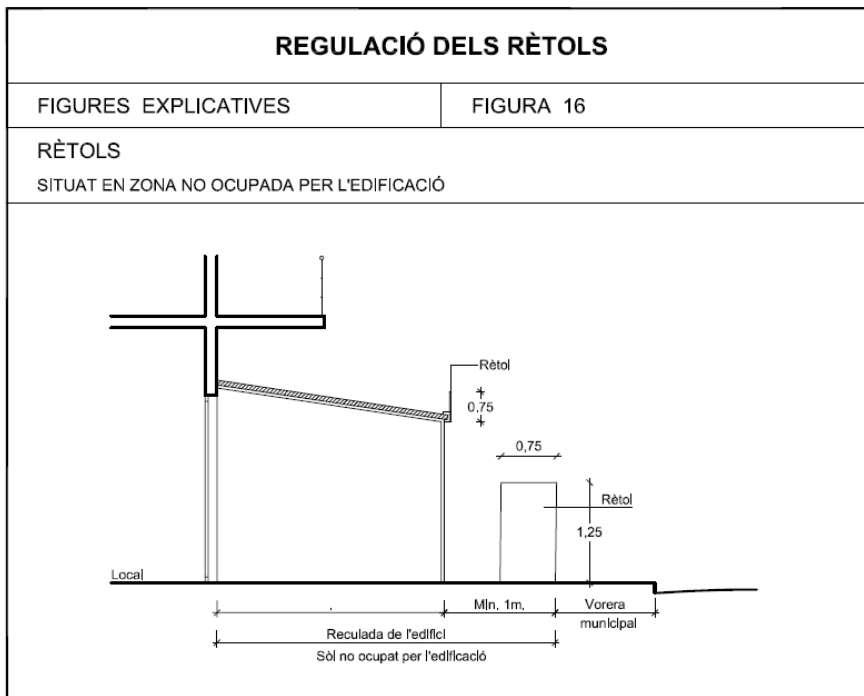 REGULACIÓ DELS RÈTOLS
FIGURES EXPLICATIVES
FIGURA 16
RÈTOLS
SITUAT EN ZONA NO OCUPADA PER L'EDIFICACIÓ
Rètol
0,75
0,75
Rètol
1,25
Local
Mín. 1m.
Vorera
municipal
Reculada de l'edifici
Sòl no ocupat per l'edificació